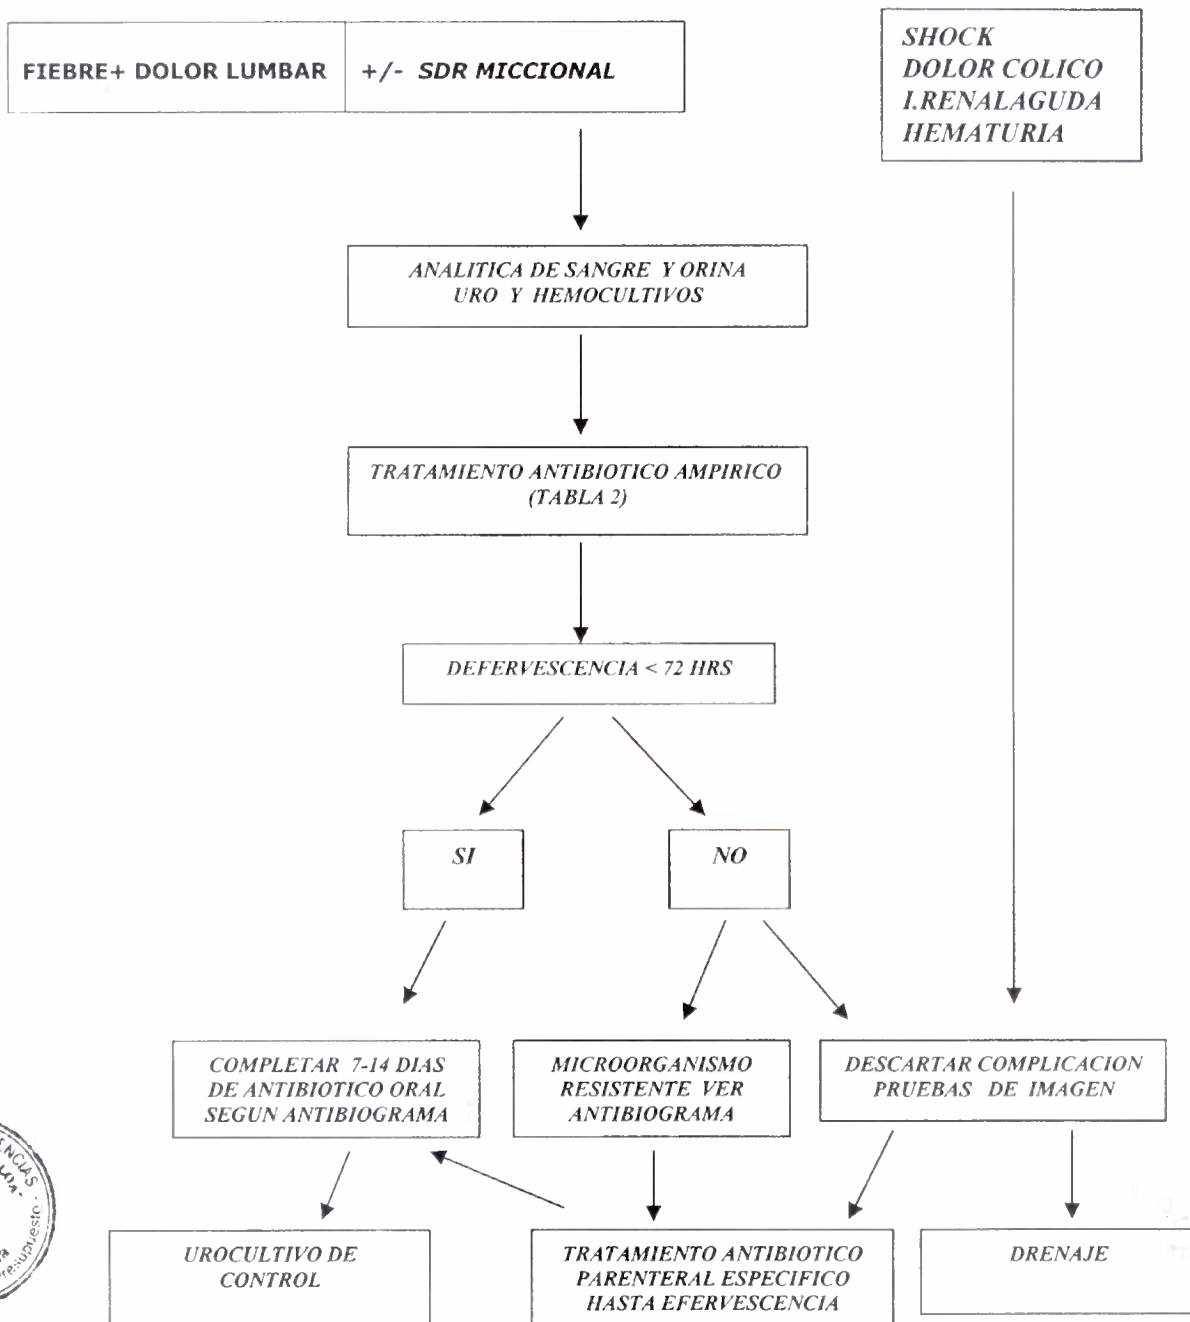 FIEBRE+ DOLOR LUMBAR
+/- SDR MICCIONAL
SHOCK
DOLOR COLICO
I.RENALAGUDA
HEMATURIA
ANALITICA DE SANGRE Y ORINA
URO Y HEMOCULTIVOS
TRATAMIENTO ANTIBIOTICO AMPIRICO
(TABLA 2)
DEFERVESCENCIA < 72 HRS
SI
NO
COMPLETAR 7-14 DIAS
DE ANTIBIOTICO ORAL
SEGUN ANTIBIOGRAMA
MICROORGANISMO
RESISTENTE VER
ANTIBIOGRAMA
DESCARTAR COMPLICACION
PRUEBAS DE IMAGEN
UROCULTIVO DE
CONTROL
TRATAMIENTO ANTIBIOTICO
PARENTERAL ESPECIFICO
HASTA EFERVESCENCIA
DRENAJE